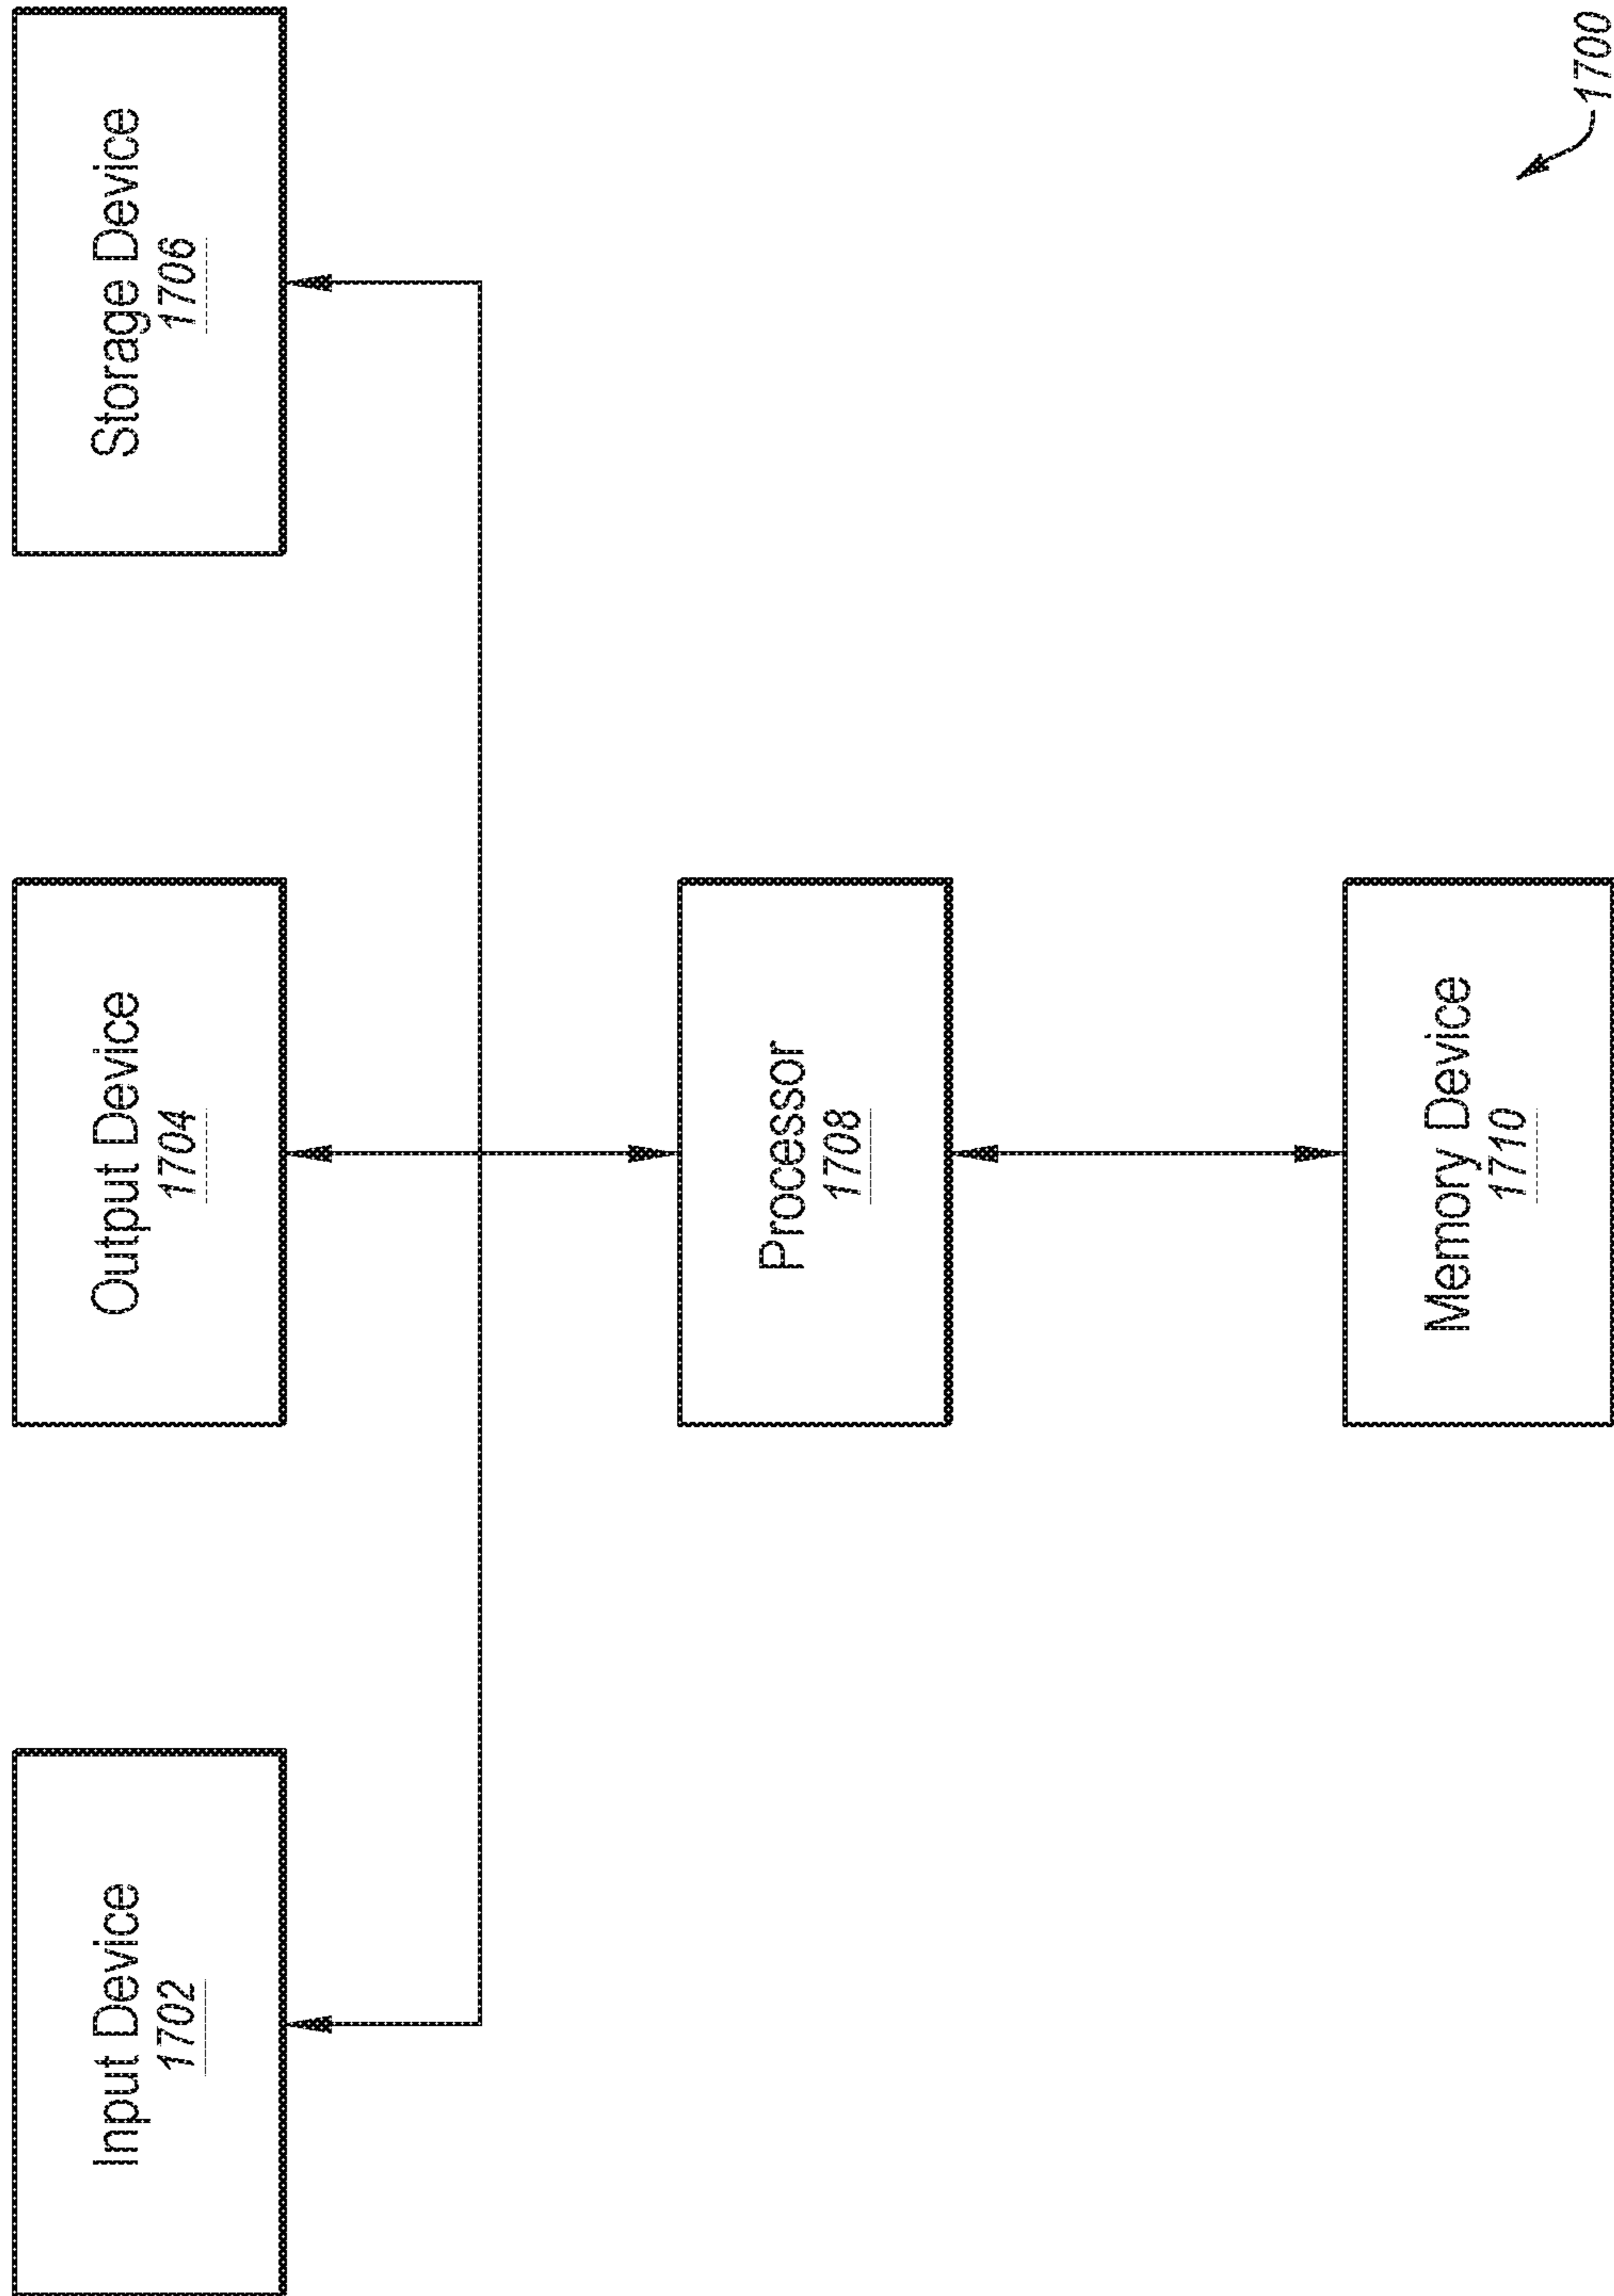 Input Device
1702
Output Device
1704
Storage Device
1706
Processor
1708
Memory Device
1710
1700